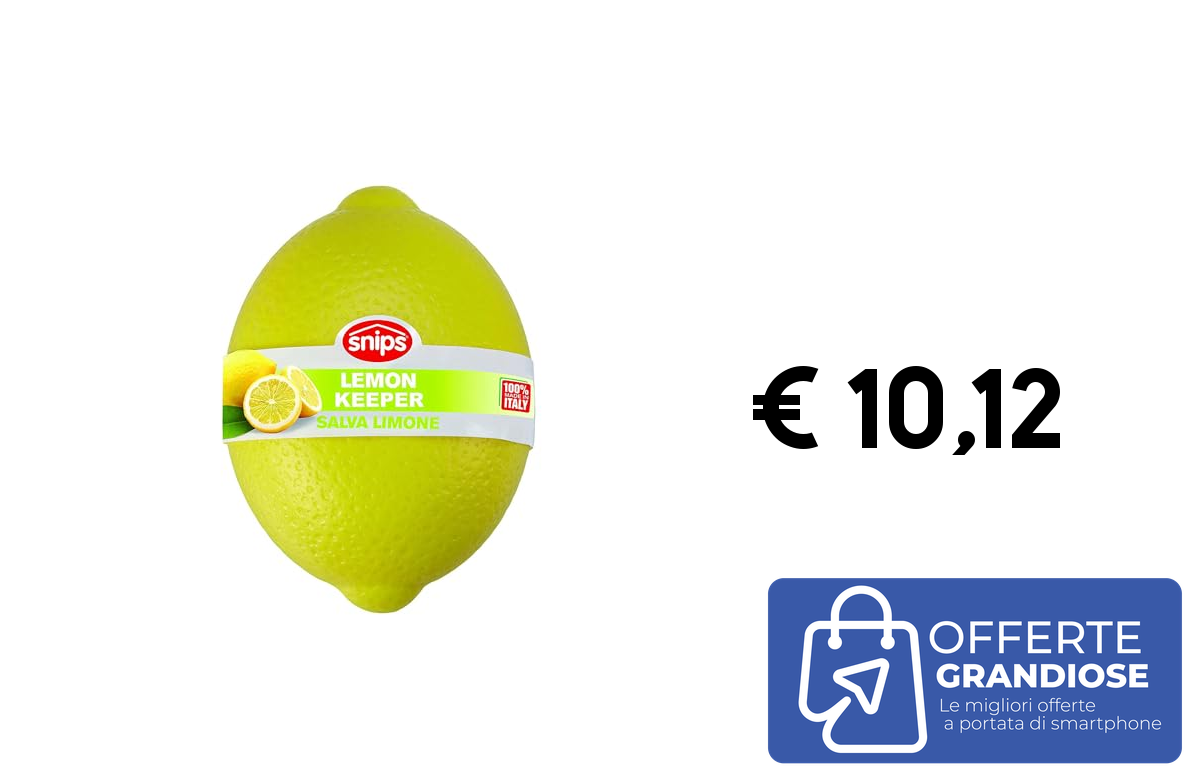 snips
LEMON
KEEPER
SALVA LIMONE
100%
MADE IN
ITALY
€ 10,12
OFFERTE
GRANDIOSE
Le migliori offerte
a portata di smartphone